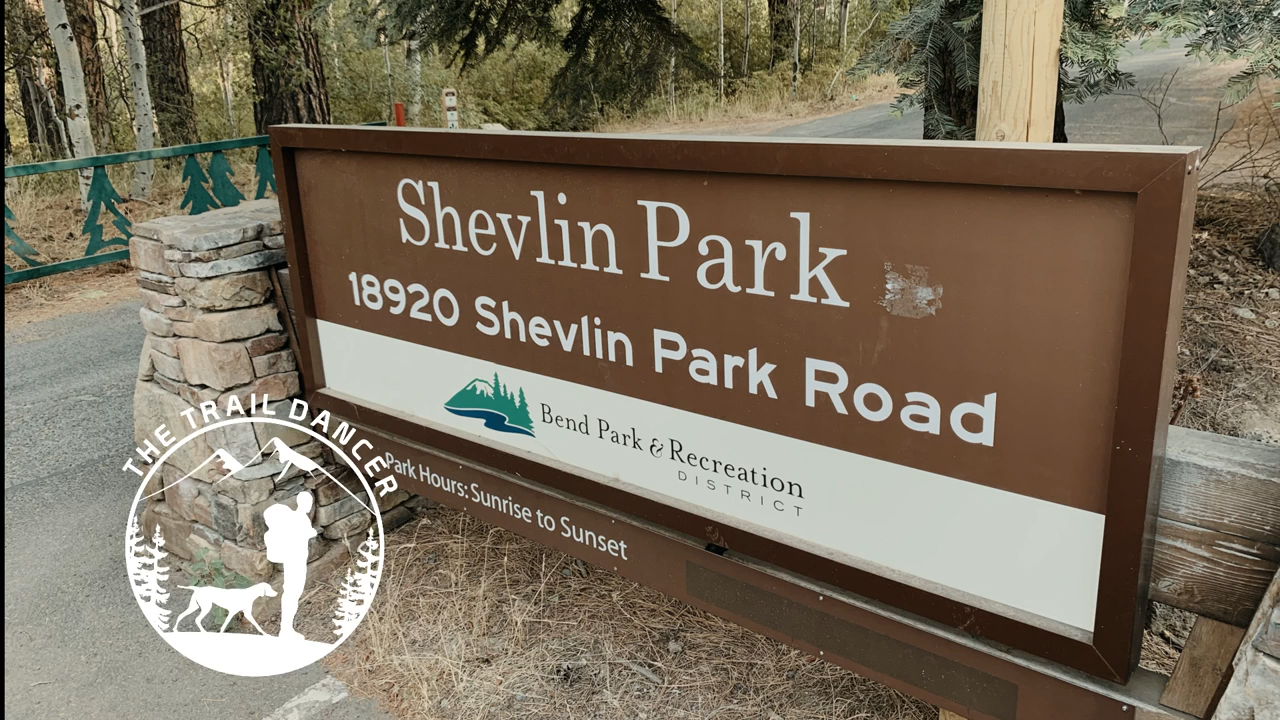 Shevlin Park
18920 Shevlin Park Road
Bend Park & Recreation
DISTRICT
Park Hours: Sunrise to Sunset
THE TRAIL DANCER